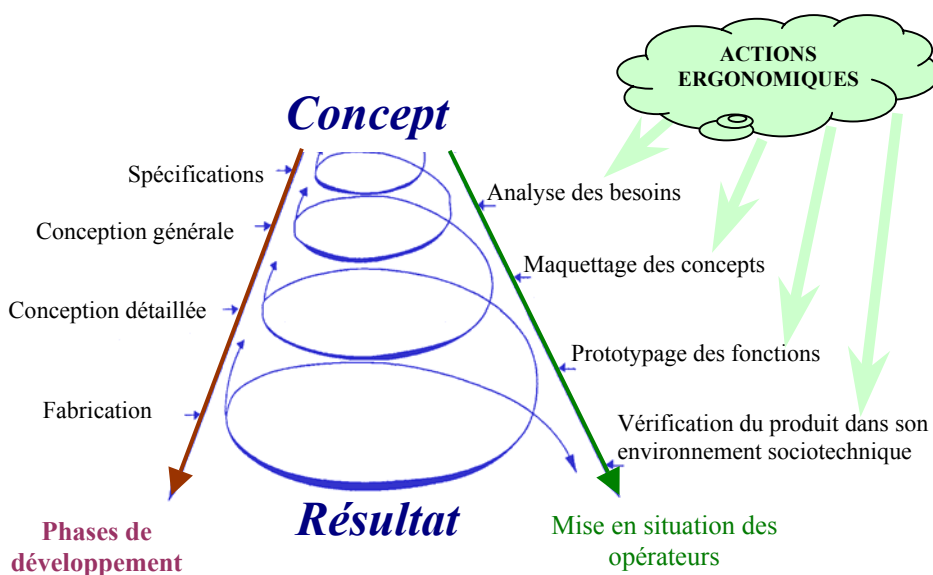 ACTIONS
ERGONOMIQUES
Concept
Spécifications
Analyse des besoins
Conception générale
Maquettage des concepts
Conception détaillée
Prototypage des fonctions
Fabrication
Vérification du produit dans son
environnement sociotechnique
Résultat
Phases de
développement
Mise en situation des
opérateurs